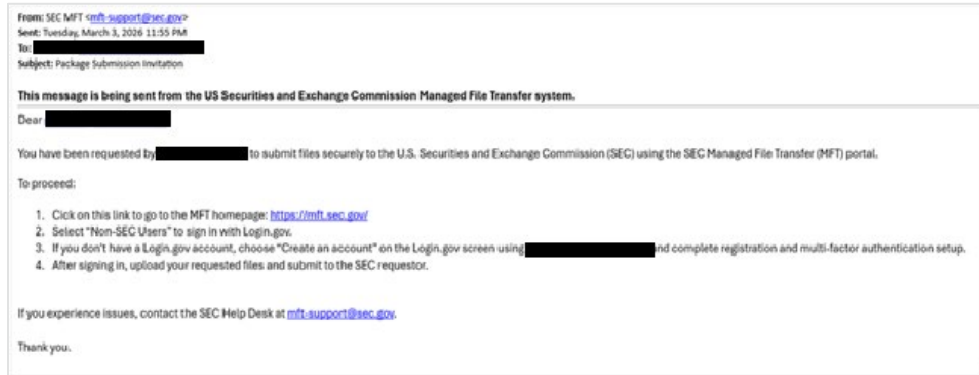 From: SEC MFT <mft-support@sec.gov>
Sent: Tuesday, March 3, 2026 11:55 PM
To:
Subject: Package Submission Invitation
This message is being sent from the US Securities and Exchange Commission Managed File Transfer system.
Dear
You have been requested by to submit files securely to the U.S. Securities and Exchange Commission (SEC) using the SEC Managed File Transfer (MFT) portal.
To proceed:
1. Click on this link to go to the MFT homepage: https://mft.sec.gov/
2. Select "Non-SEC Users" to sign in with Login.gov.
3. If you don't have a Login.gov account, choose "Create an account" on the Login.gov screen using and complete registration and multi-factor authentication setup.
4. After signing in, upload your requested files and submit to the SEC requestor.
If you experience issues, contact the SEC Help Desk at mft-support@sec.gov.
Thank you.